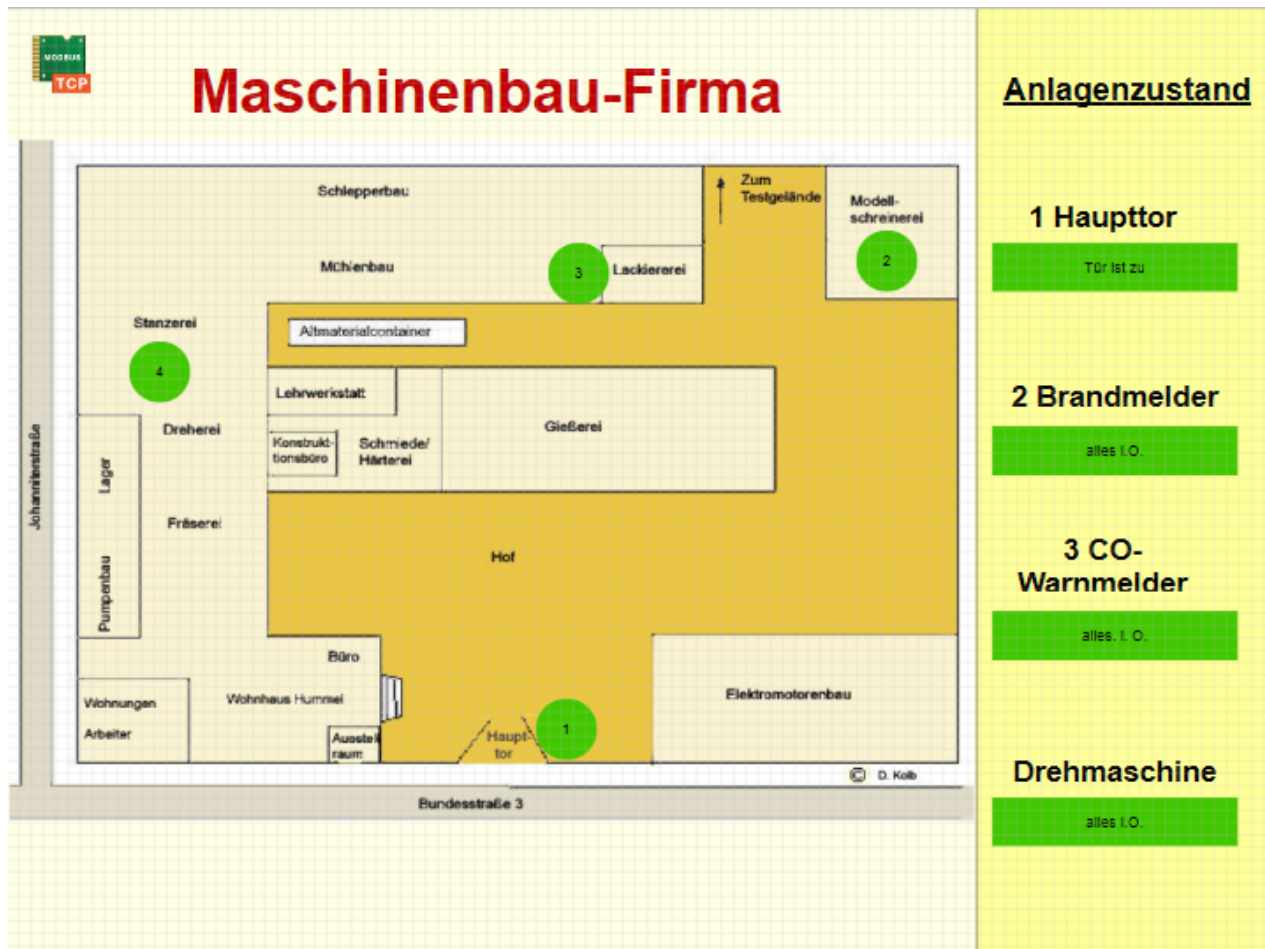 MODBUS
TCP
Maschinenbau-Firma
Schlepperbau
Zum
Testgelände
Modell-
schreinerei
2
Mühlenbau
3
Lackiererei
Stanzerei
Altmaterialcontainer
4
Lehrwerkstatt
Dreherei
Konstrukt-
tionsbüro
Schmiede/
Härterei
Gießerei
Johanniterstraße
Lager
Fräserei
Hof
Pumpenbau
Büro
Wohnungen
Arbeiter
Wohnhaus Hummel
Ausstell
raum
Haupt-
tor
1
Elektromotorenbau
© D. Kolb
Bundesstraße 3
Anlagenzustand
1 Haupttor
Tür ist zu
2 Brandmelder
alles I.O.
3 CO-
Warnmelder
alles. I. O.
Drehmaschine
alles I.O.